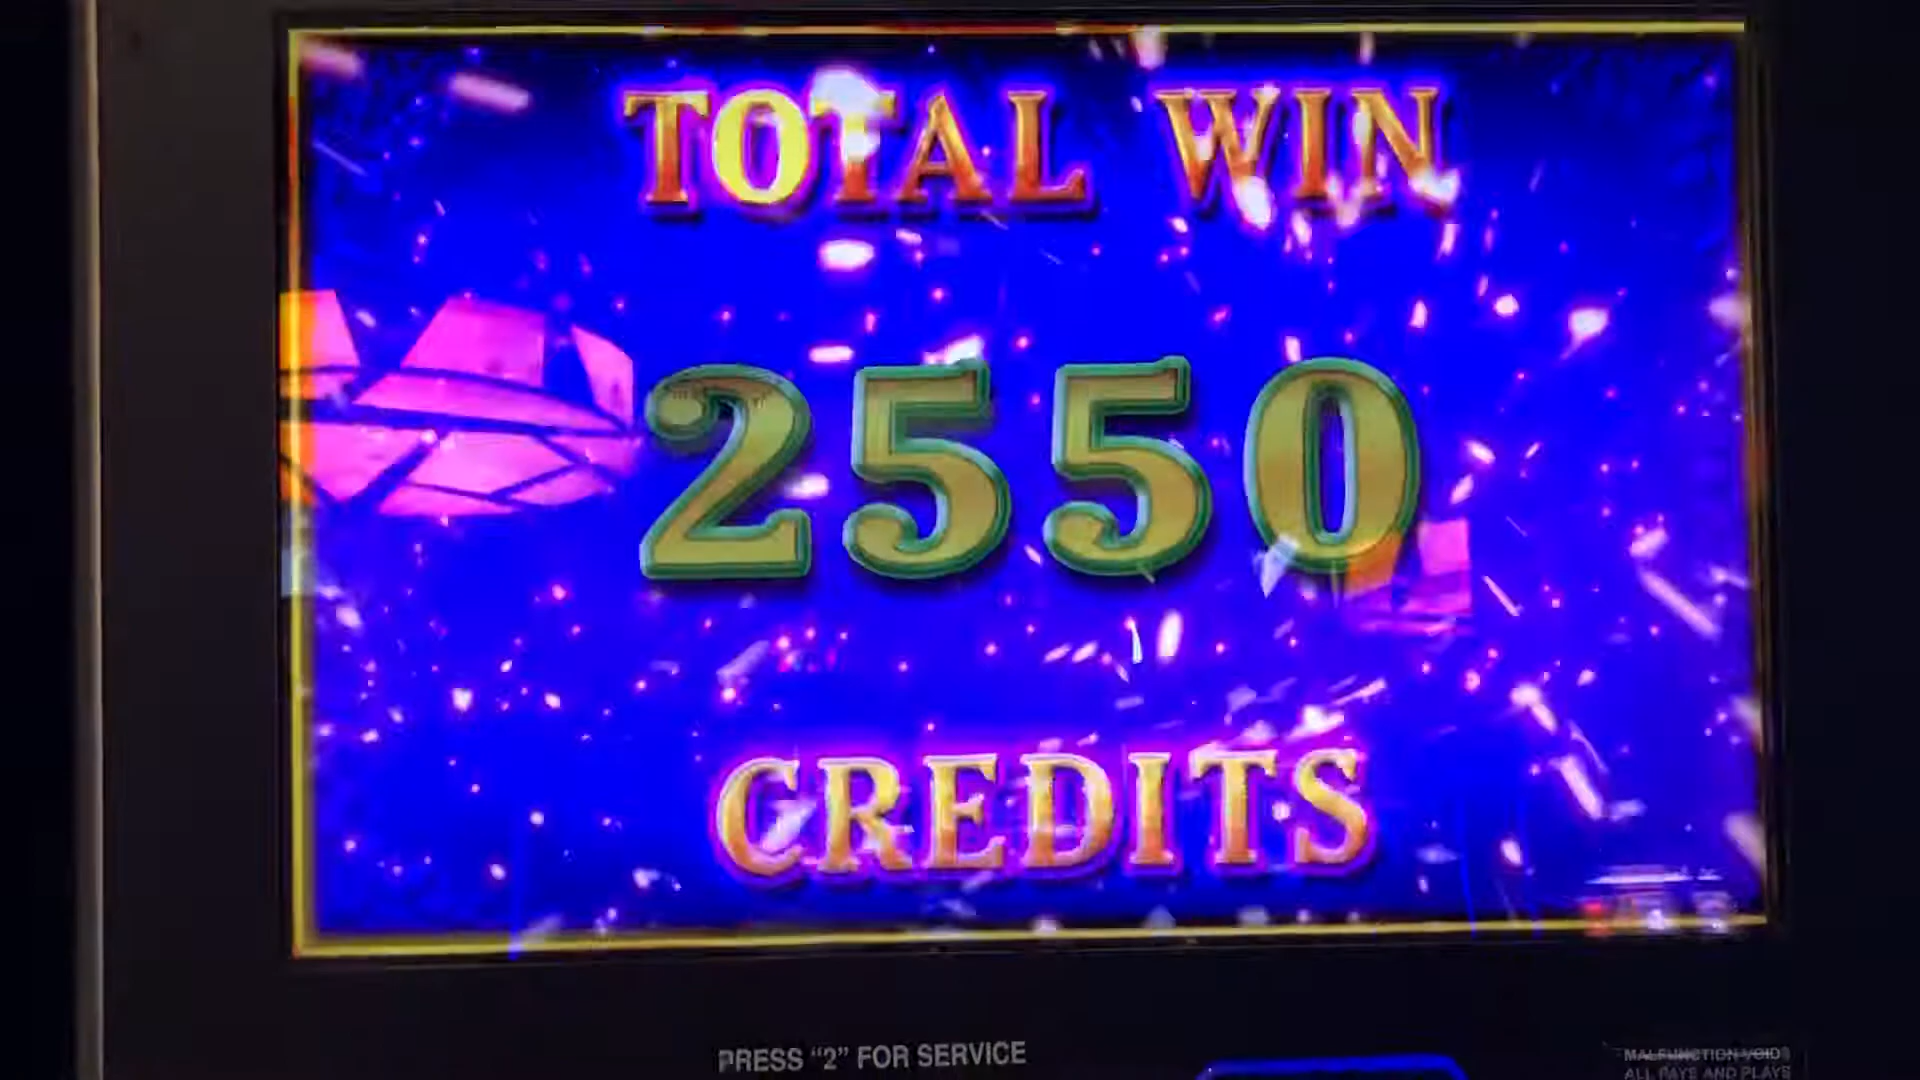 TOTAL WIN
2550
CREDITS
PRESS “2” FOR SERVICE
MALFUNCTION VOIDS
ALL PAYS AND PLAYS